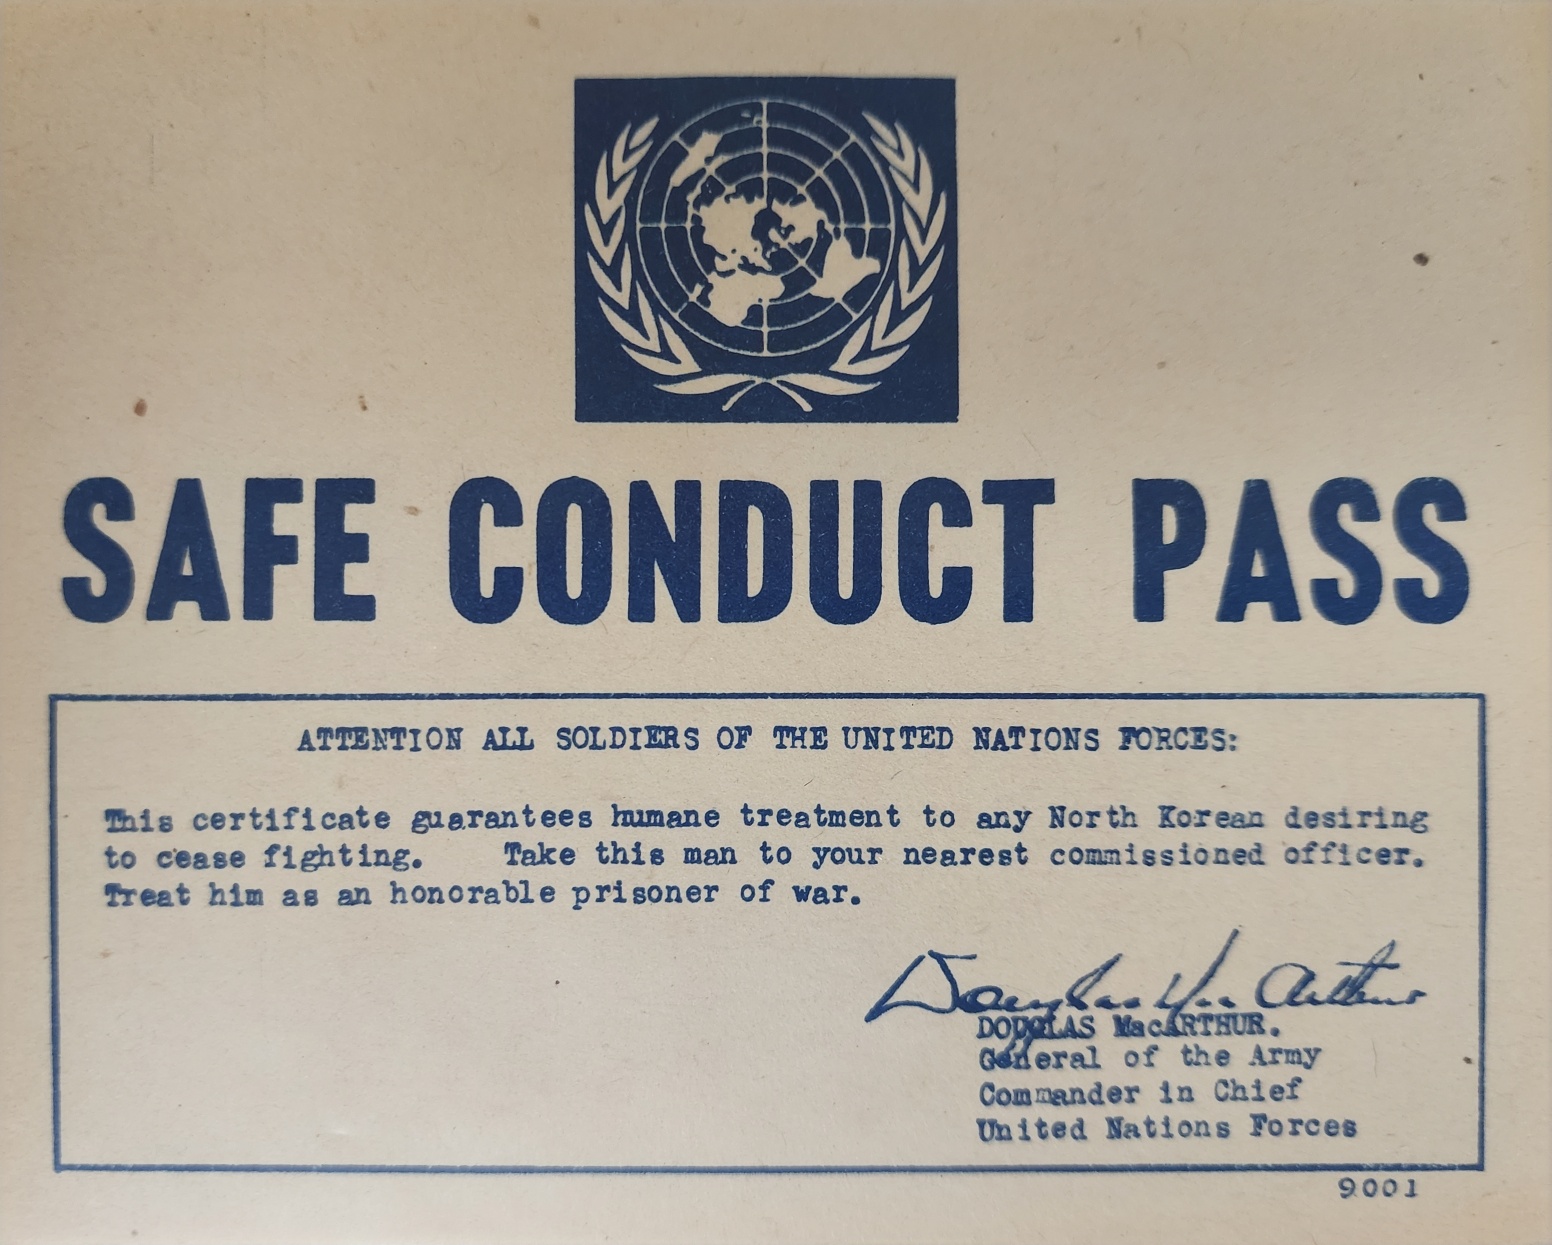 SAFE CONDUCT PASS
ATTENTION ALL SOLDIERS OF THE UNITED NATIONS FORCES:
This certificate guarantees humane treatment to any North Korean desiring
to cease fighting. Take this man to your nearest commissioned officer.
Treat him as an honorable prisoner of war.
Douglas MacArthur
DOUGLAS MacARTHUR.
General of the Army
Commander in Chief
United Nations Forces
9001